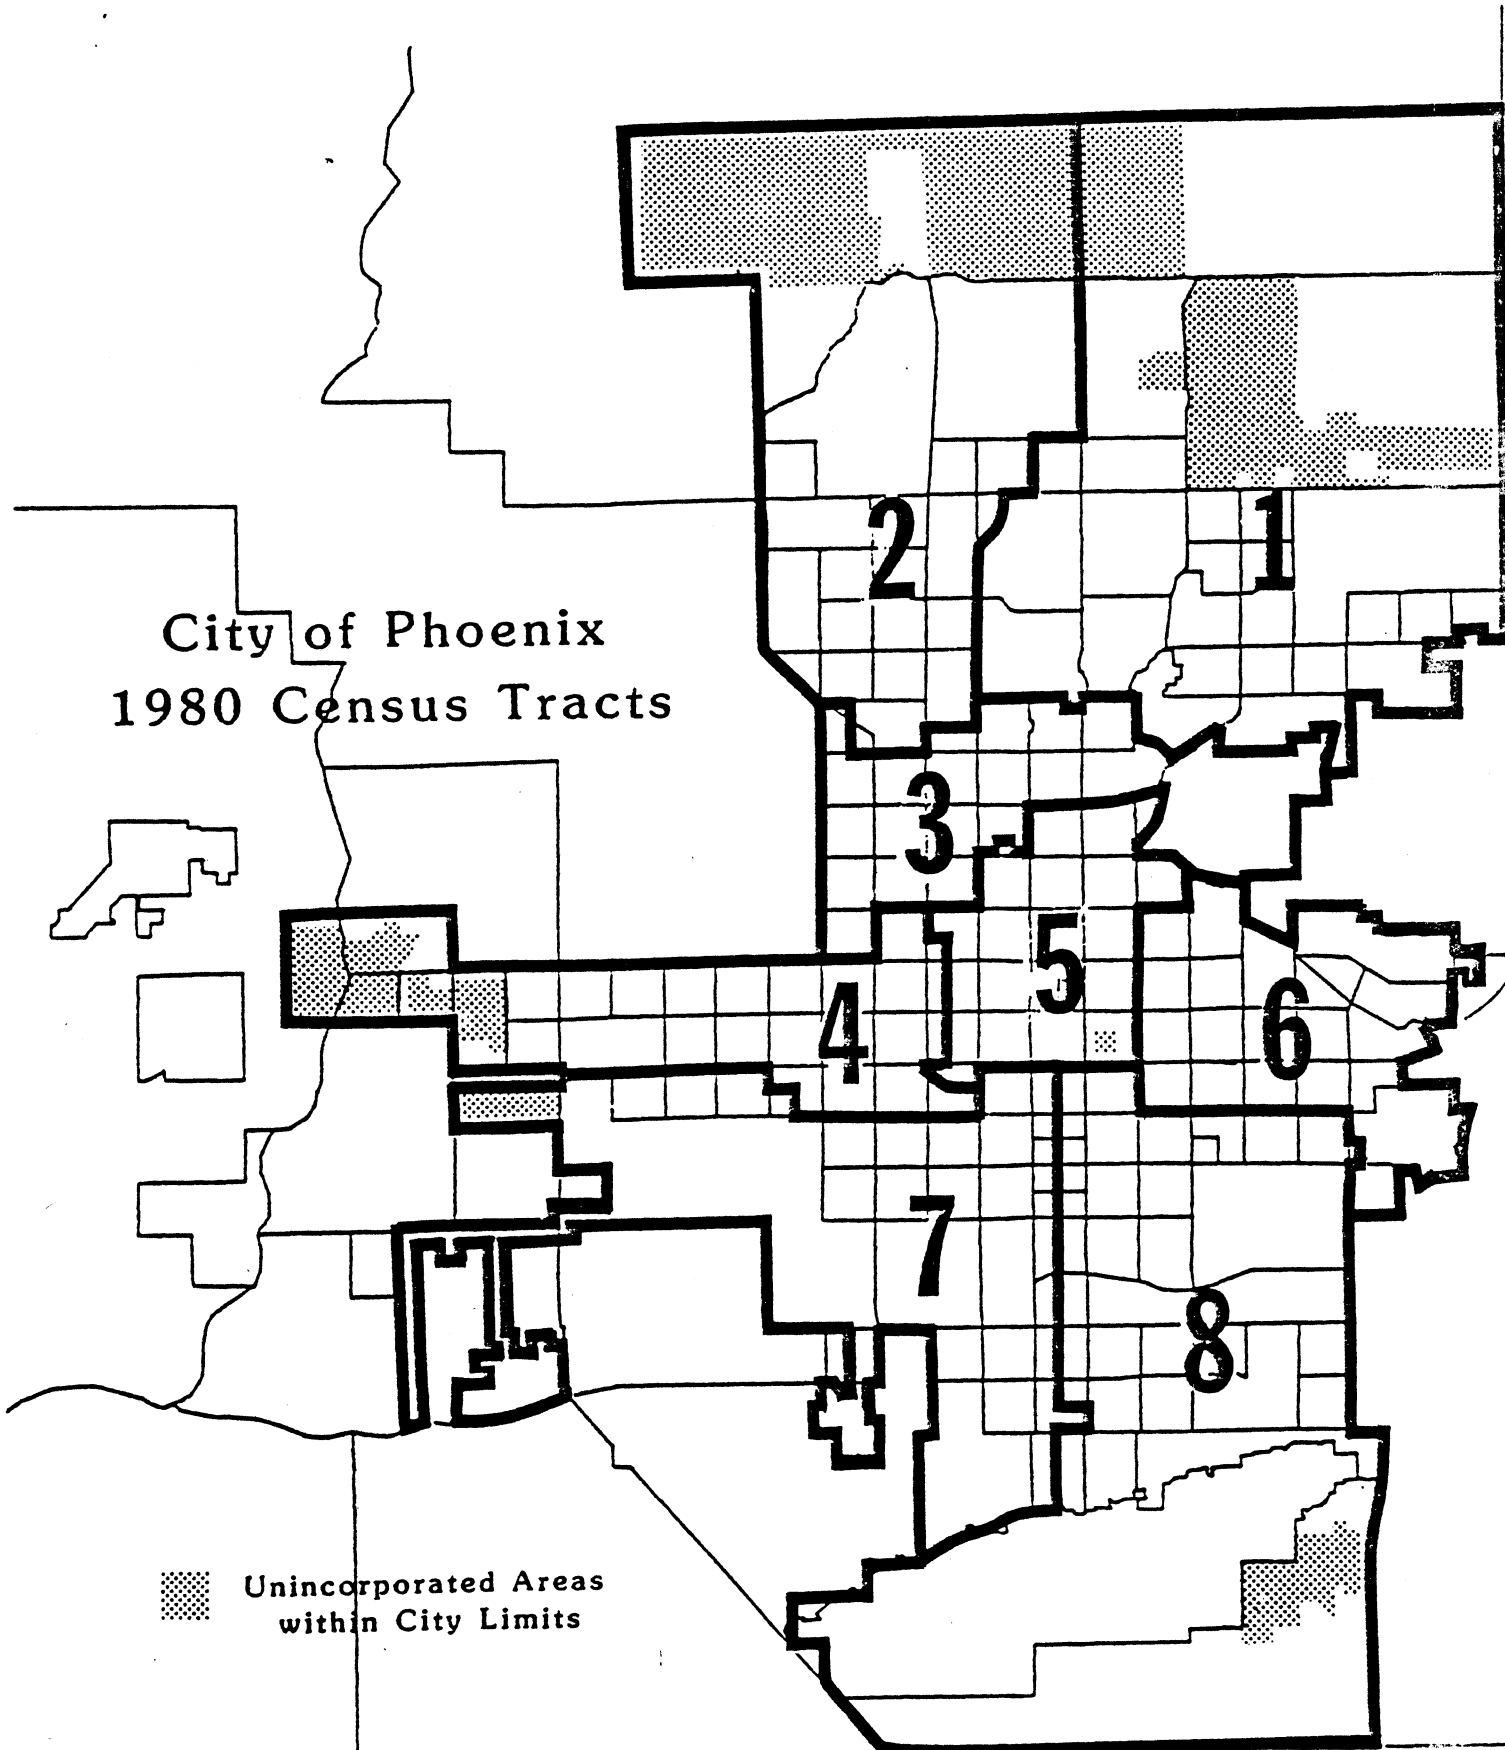 2
1
City of Phoenix
1980 Census Tracts
3
5
4
6
7
8
Unincorporated Areas
within City Limits